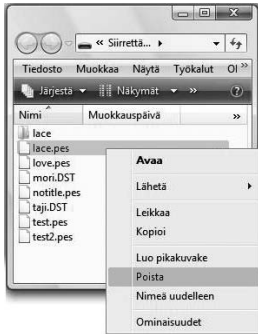 « Siirrettä...
Tiedosto Muokkaa Näytä Työkalut Ol »
Järjestä Näkymät »
Nimi Muokkauspäivä »
lace
lace.pes
love.pes
mori.DST
notitle.pes
taji.DST
test.pes
test2.pes
Avaa
Lähetä
Leikkaa
Kopioi
Luo pikakuvake
Poista
Nimeä uudelleen
Ominaisuudet